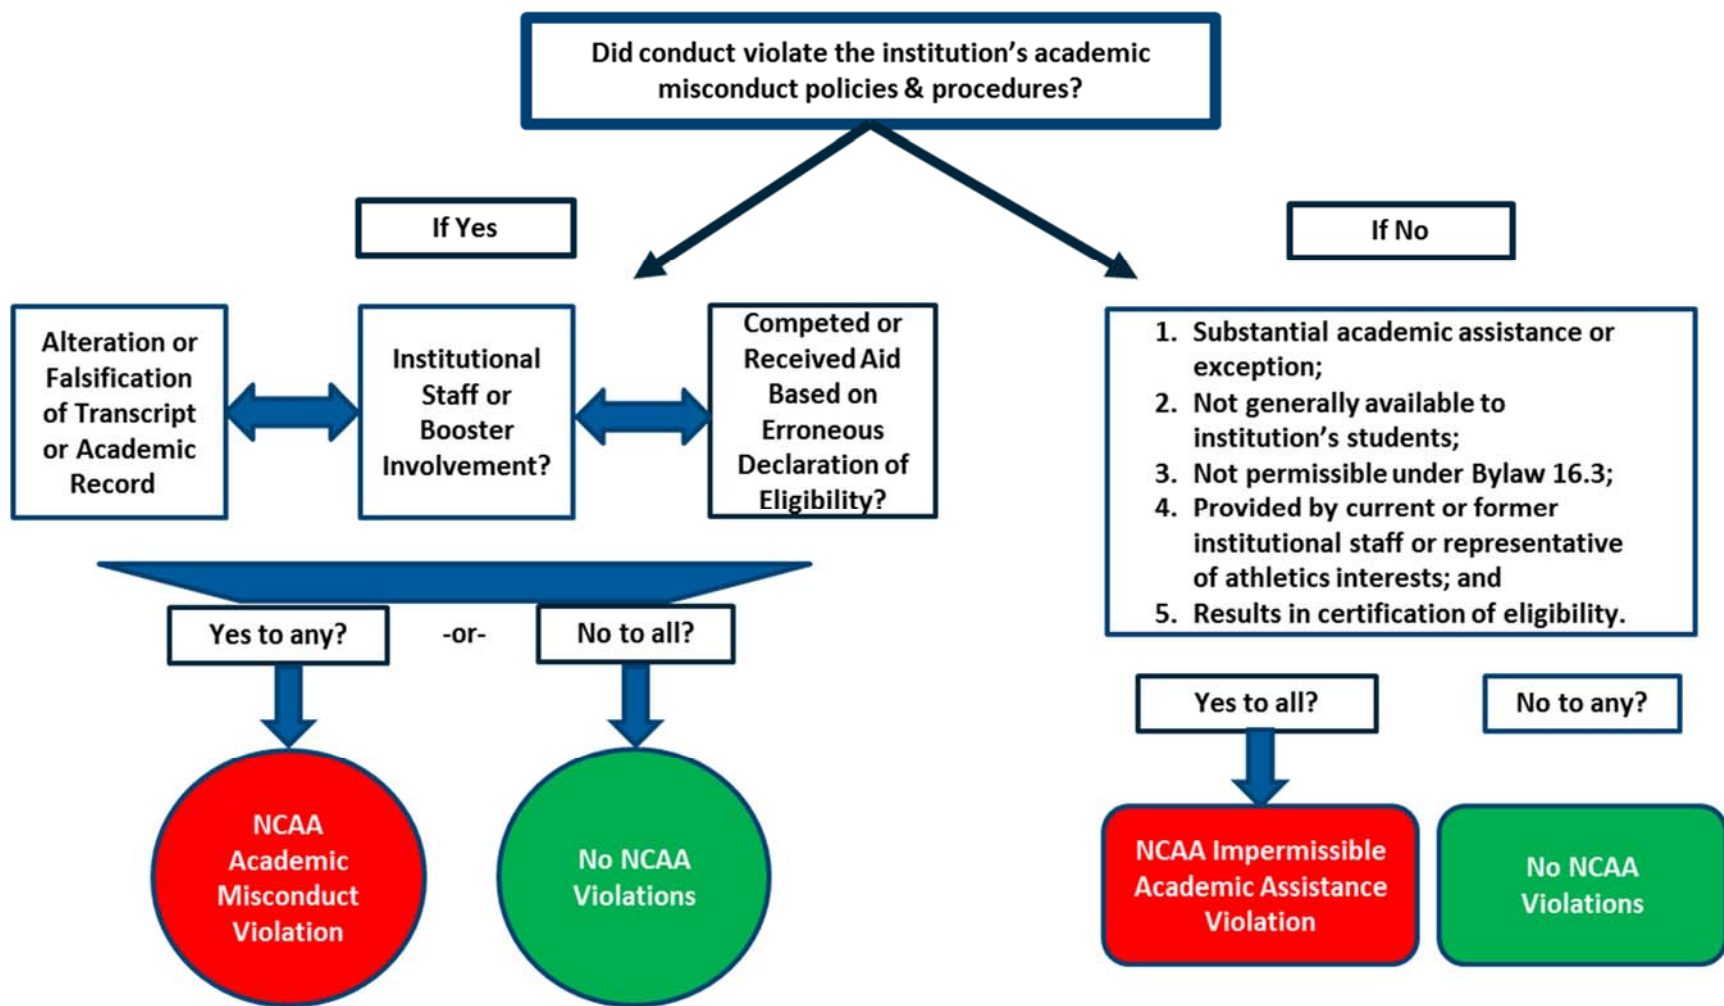 Did conduct violate the institution’s academic
misconduct policies & procedures?
If Yes
If No
Alteration or
Falsification
of Transcript
or Academic
Record
Institutional
Staff or
Booster
Involvement?
Competed or
Received Aid
Based on
Erroneous
Declaration of
Eligibility?
1. Substantial academic assistance or
exception;
2. Not generally available to
institution’s students;
3. Not permissible under Bylaw 16.3;
4. Provided by current or former
institutional staff or representative
of athletics interests; and
5. Results in certification of eligibility.
Yes to any?
-or-
No to all?
Yes to all?
No to any?
NCAA
Academic
Misconduct
Violation
No NCAA
Violations
NCAA Impermissible
Academic Assistance
Violation
No NCAA
Violations